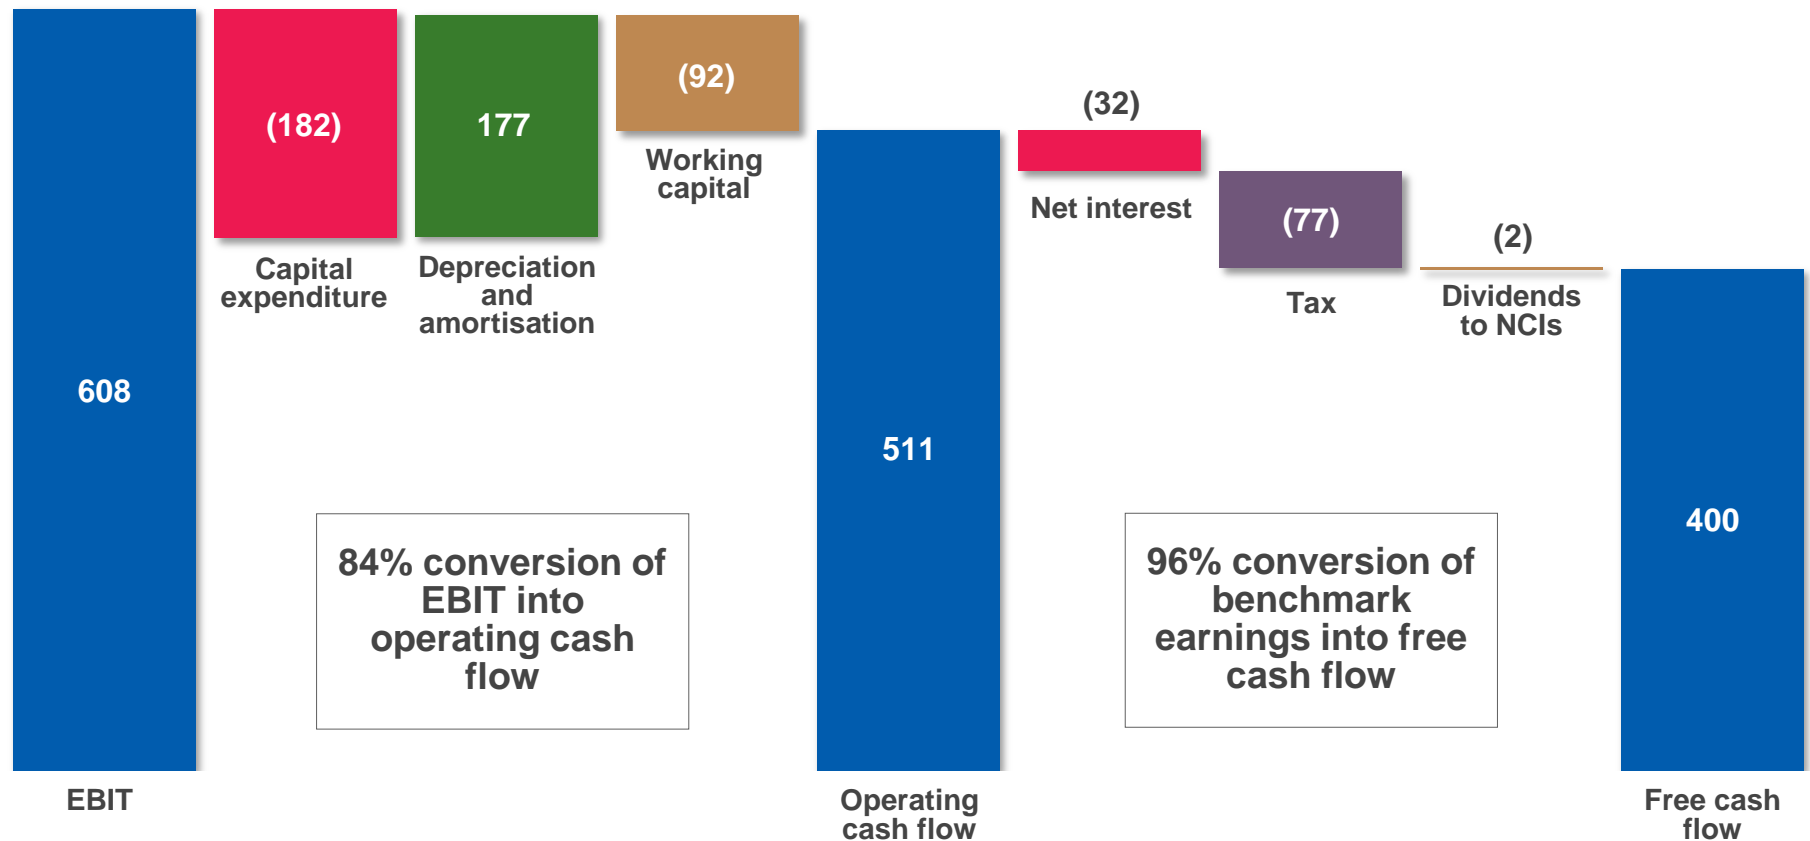 608
EBIT
(182)
Capital
expenditure
177
Depreciation
and
amortisation
(92)
Working
capital
84% conversion of
EBIT into
operating cash
flow
511
Operating
cash flow
(32)
Net interest
(77)
Tax
(2)
Dividends
to NCIs
96% conversion of
benchmark
earnings into free
cash flow
400
Free cash
flow